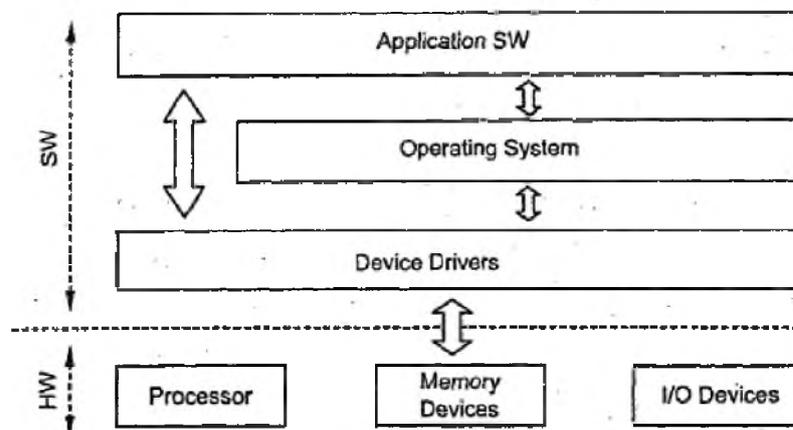 Application SW
SW
Operating System
Device Drivers
HW
Processor
Memory
Devices
I/O Devices